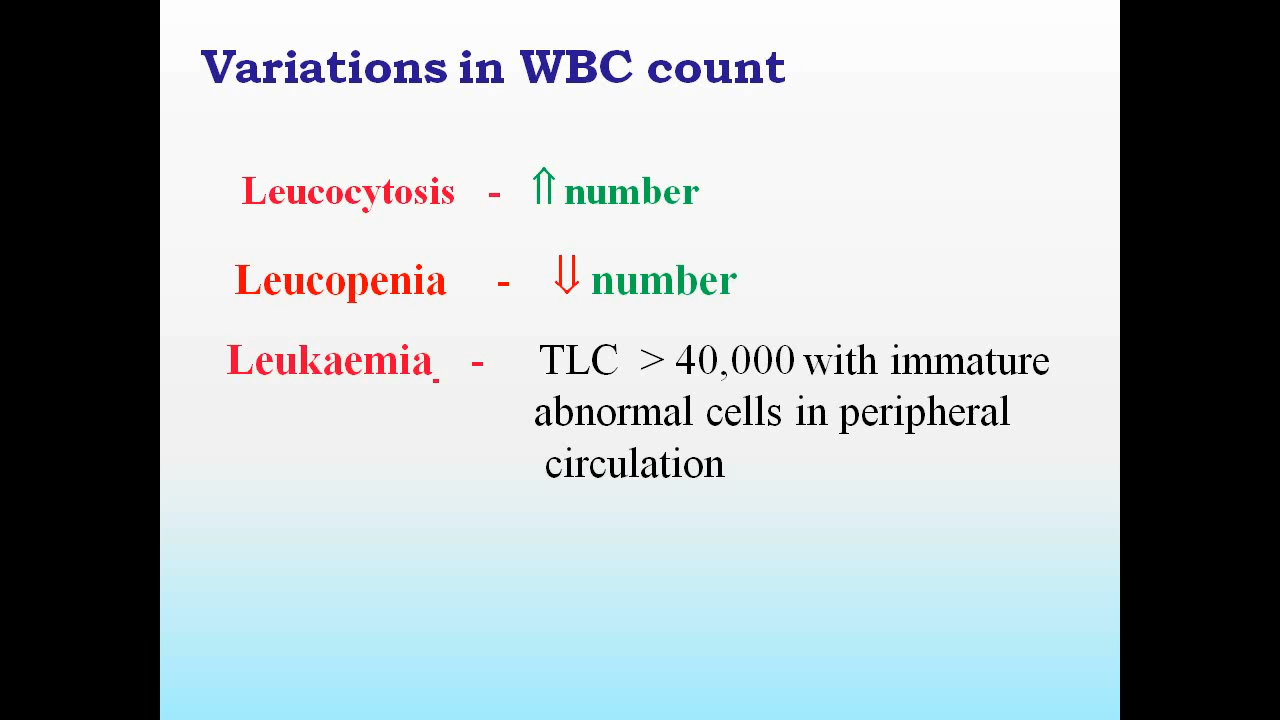 Variations in WBC count
Leucocytosis - ⇑ number
Leucopenia - ⇓ number
Leukaemia - TLC > 40,000 with immature
abnormal cells in peripheral
circulation